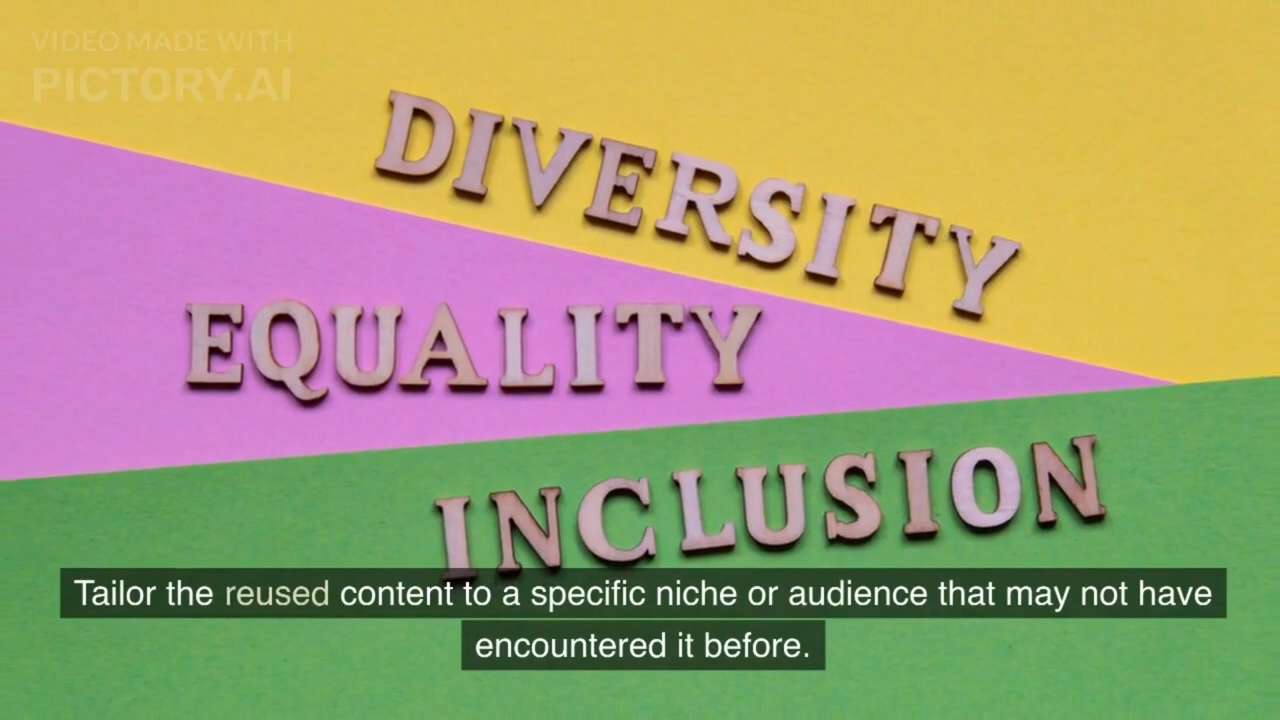 VIDEO MADE WITH
PICTORY.AI
DIVERSITY
EQUALITY
INCLUSION
Tailor the reused content to a specific niche or audience that may not have
encountered it before.